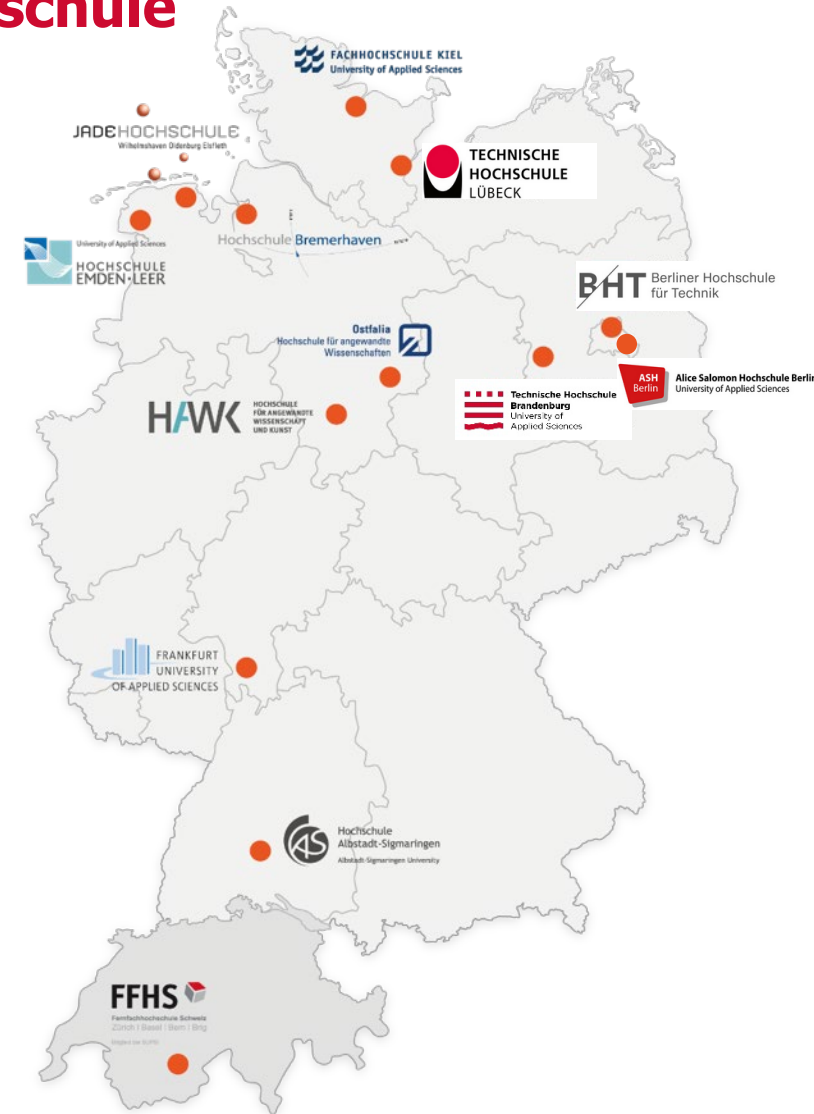 schule
FACHHOCHSCHULE KIEL
University of Applied Sciences
JADEHOCHSCHULE
Wilhelmshaven Oldenburg Elsfleth
TECHNISCHE
HOCHSCHULE
LÜBECK
University of Applied Sciences
HOCHSCHULE
EMDEN•LEER
Hochschule Bremerhaven
BHT Berliner Hochschule
für Technik
Ostfalia
Hochschule für angewandte
Wissenschaften
ASH
Berlin
Alice Salomon Hochschule Berlin
University of Applied Sciences
Technische Hochschule
Brandenburg
University of
Applied Sciences
HAWK
HOCHSCHULE
FÜR ANGEWANDTE
WISSENSCHAFT
UND KUNST
FRANKFURT
UNIVERSITY
OF APPLIED SCIENCES
AS
Hochschule
Albstadt-Sigmaringen
Albstadt-Sigmaringen University
FFHS
Fernfachhochschule Schweiz
Zürich | Basel | Bern | Brig